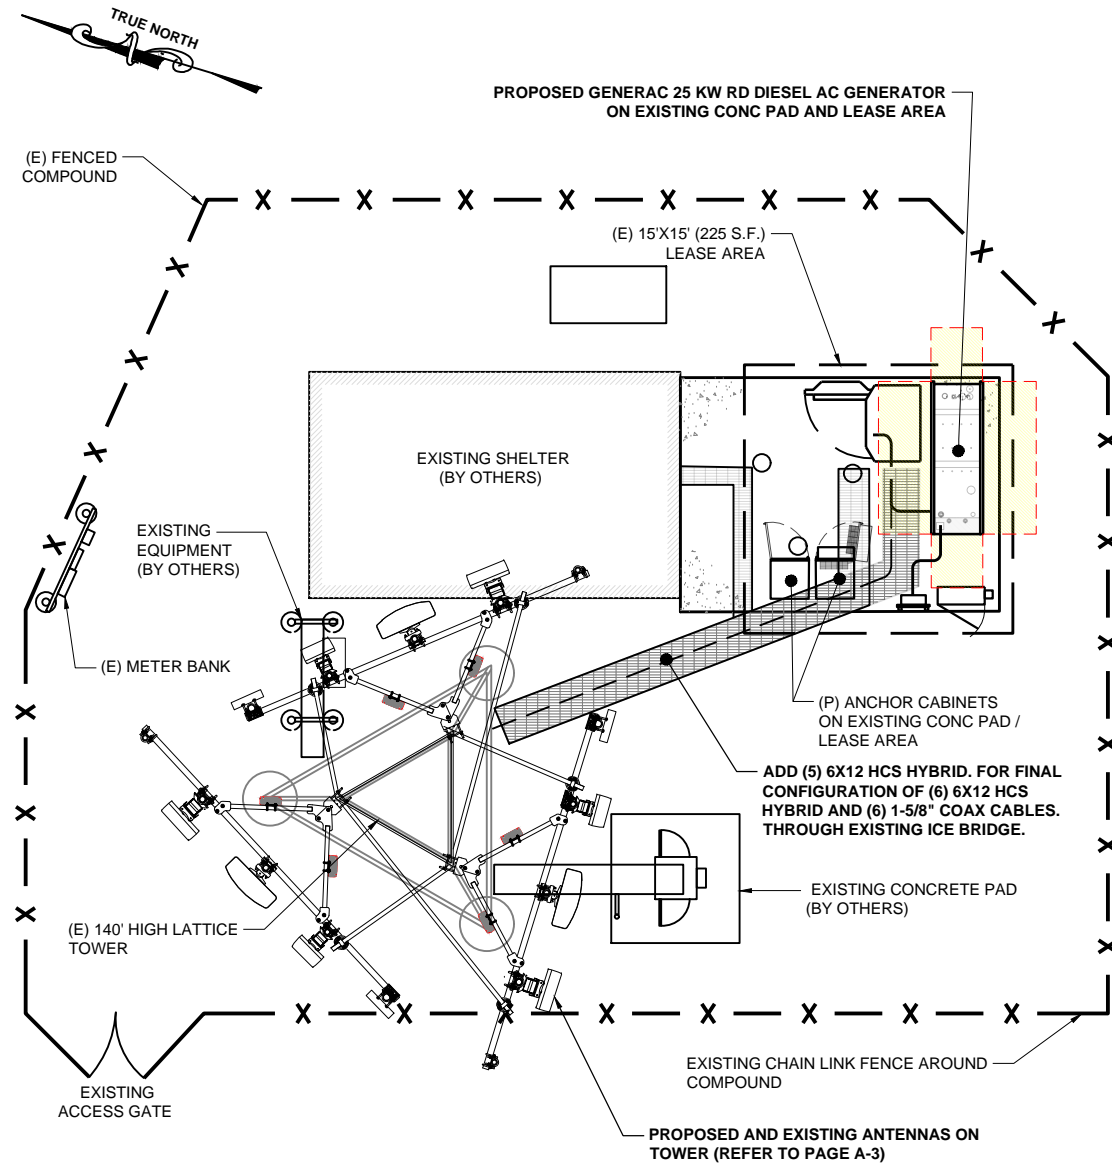 TRUE NORTH
PROPOSED GENERAC 25 KW RD DIESEL AC GENERATOR
ON EXISTING CONC PAD AND LEASE AREA
(E) FENCED
COMPOUND
(E) 15'X15' (225 S.F.)
LEASE AREA
EXISTING SHELTER
(BY OTHERS)
EXISTING
EQUIPMENT
(BY OTHERS)
(E) METER BANK
(P) ANCHOR CABINETS
ON EXISTING CONC PAD /
LEASE AREA
ADD (5) 6X12 HCS HYBRID. FOR FINAL
CONFIGURATION OF (6) 6X12 HCS
HYBRID AND (6) 1-5/8" COAX CABLES.
THROUGH EXISTING ICE BRIDGE.
EXISTING CONCRETE PAD
(BY OTHERS)
(E) 140' HIGH LATTICE
TOWER
EXISTING CHAIN LINK FENCE AROUND
COMPOUND
EXISTING
ACCESS GATE
PROPOSED AND EXISTING ANTENNAS ON
TOWER (REFER TO PAGE A-3)